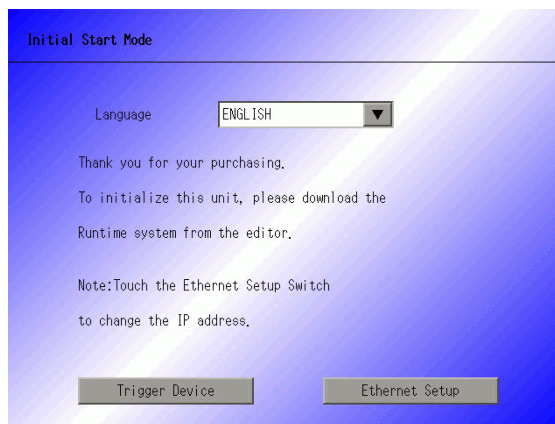 Initial Start Mode
Language
ENGLISH
Thank you for your purchasing.
To initialize this unit, please download the
Runtime system from the editor.
Note:Touch the Ethernet Setup Switch
to change the IP address.
Trigger Device
Ethernet Setup